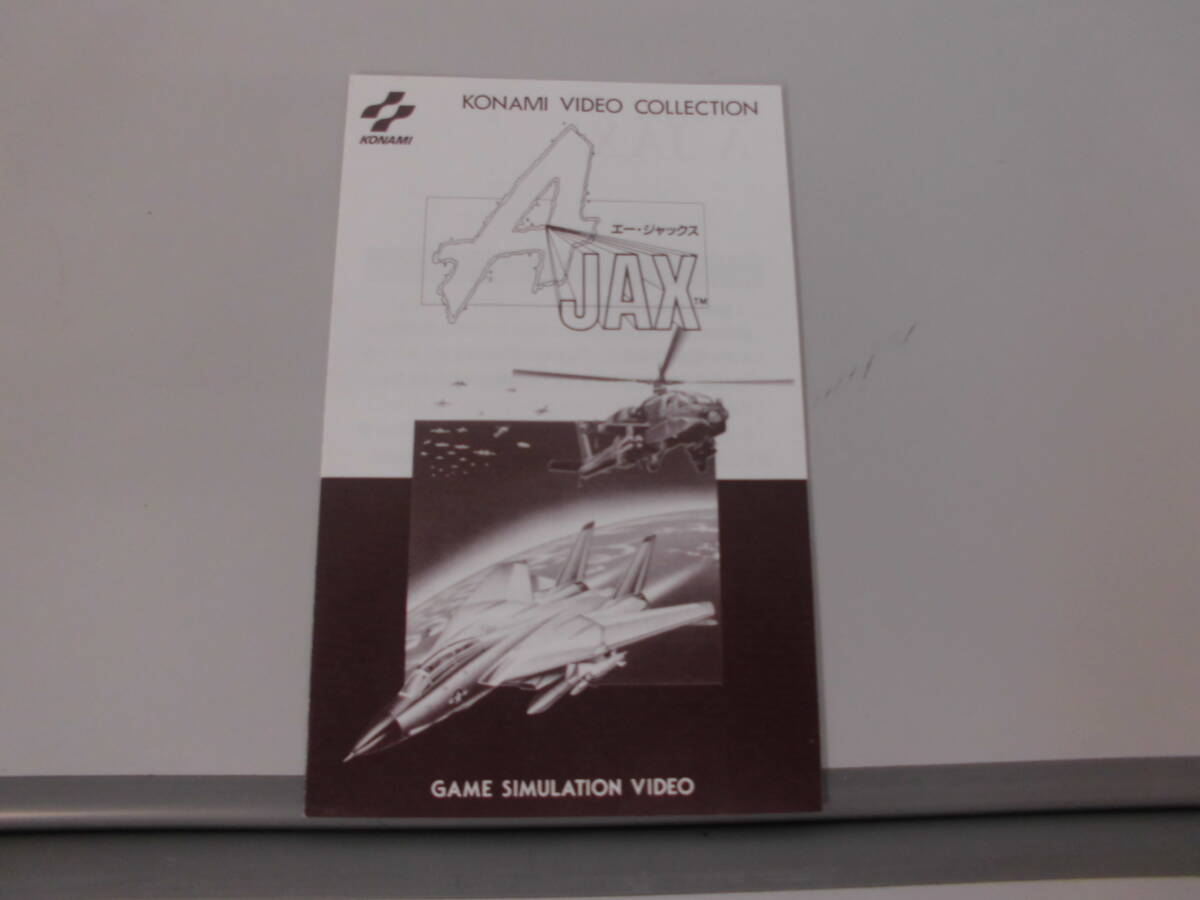 KONAMI VIDEO COLLECTION
KONAMI
A
エー・ジャックス
JAX™
GAME SIMULATION VIDEO